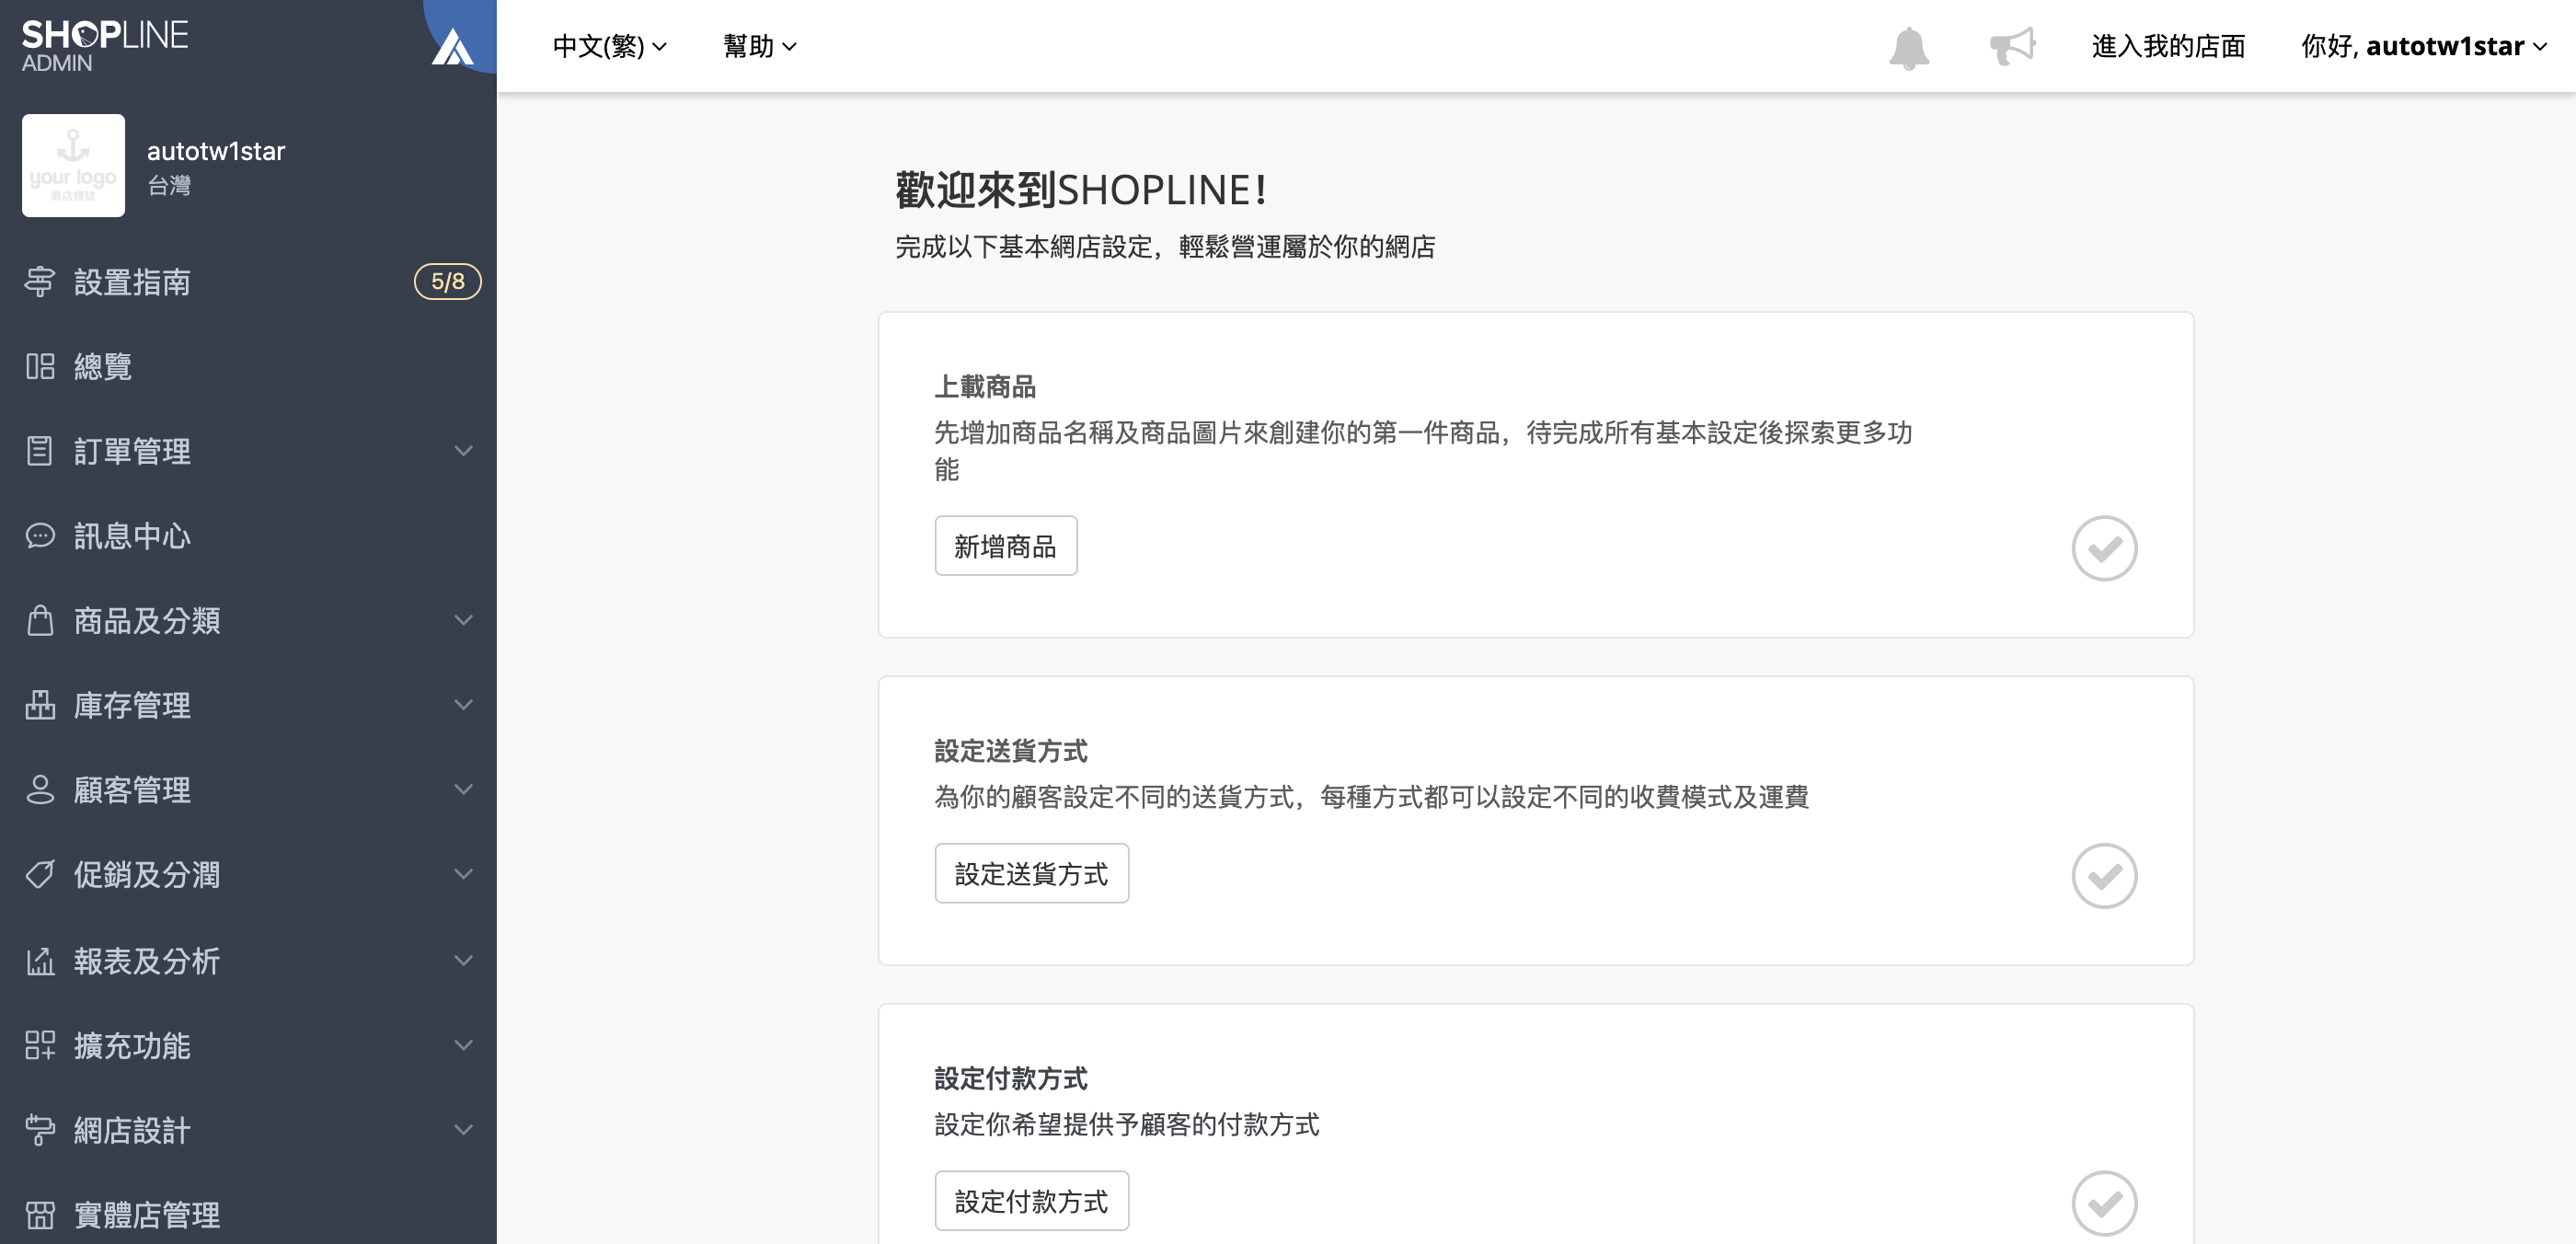 SHOPLINE
ADMIN
中文(繁)
幫助
進入我的店面
你好, autotw1star
your logo
商店標誌
autotw1star
台灣
設置指南
5/8
總覽
訂單管理
訊息中心
商品及分類
庫存管理
顧客管理
促銷及分潤
報表及分析
擴充功能
網店設計
實體店管理
歡迎來到SHOPLINE!
完成以下基本網店設定，輕鬆營運屬於你的網店
上載商品
先增加商品名稱及商品圖片來創建你的第一件商品，待完成所有基本設定後探索更多功
能
新增商品
設定送貨方式
為你的顧客設定不同的送貨方式，每種方式都可以設定不同的收費模式及運費
設定送貨方式
設定付款方式
設定你希望提供予顧客的付款方式
設定付款方式